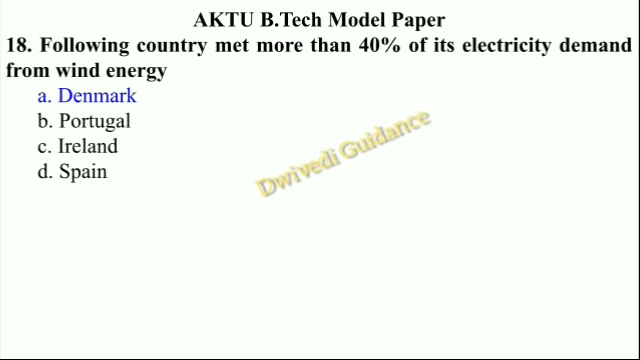 AKTU B.Tech Model Paper
18. Following country met more than 40% of its electricity demand
from wind energy
a. Denmark
b. Portugal
c. Ireland
d. Spain
Dwivedi Guidance